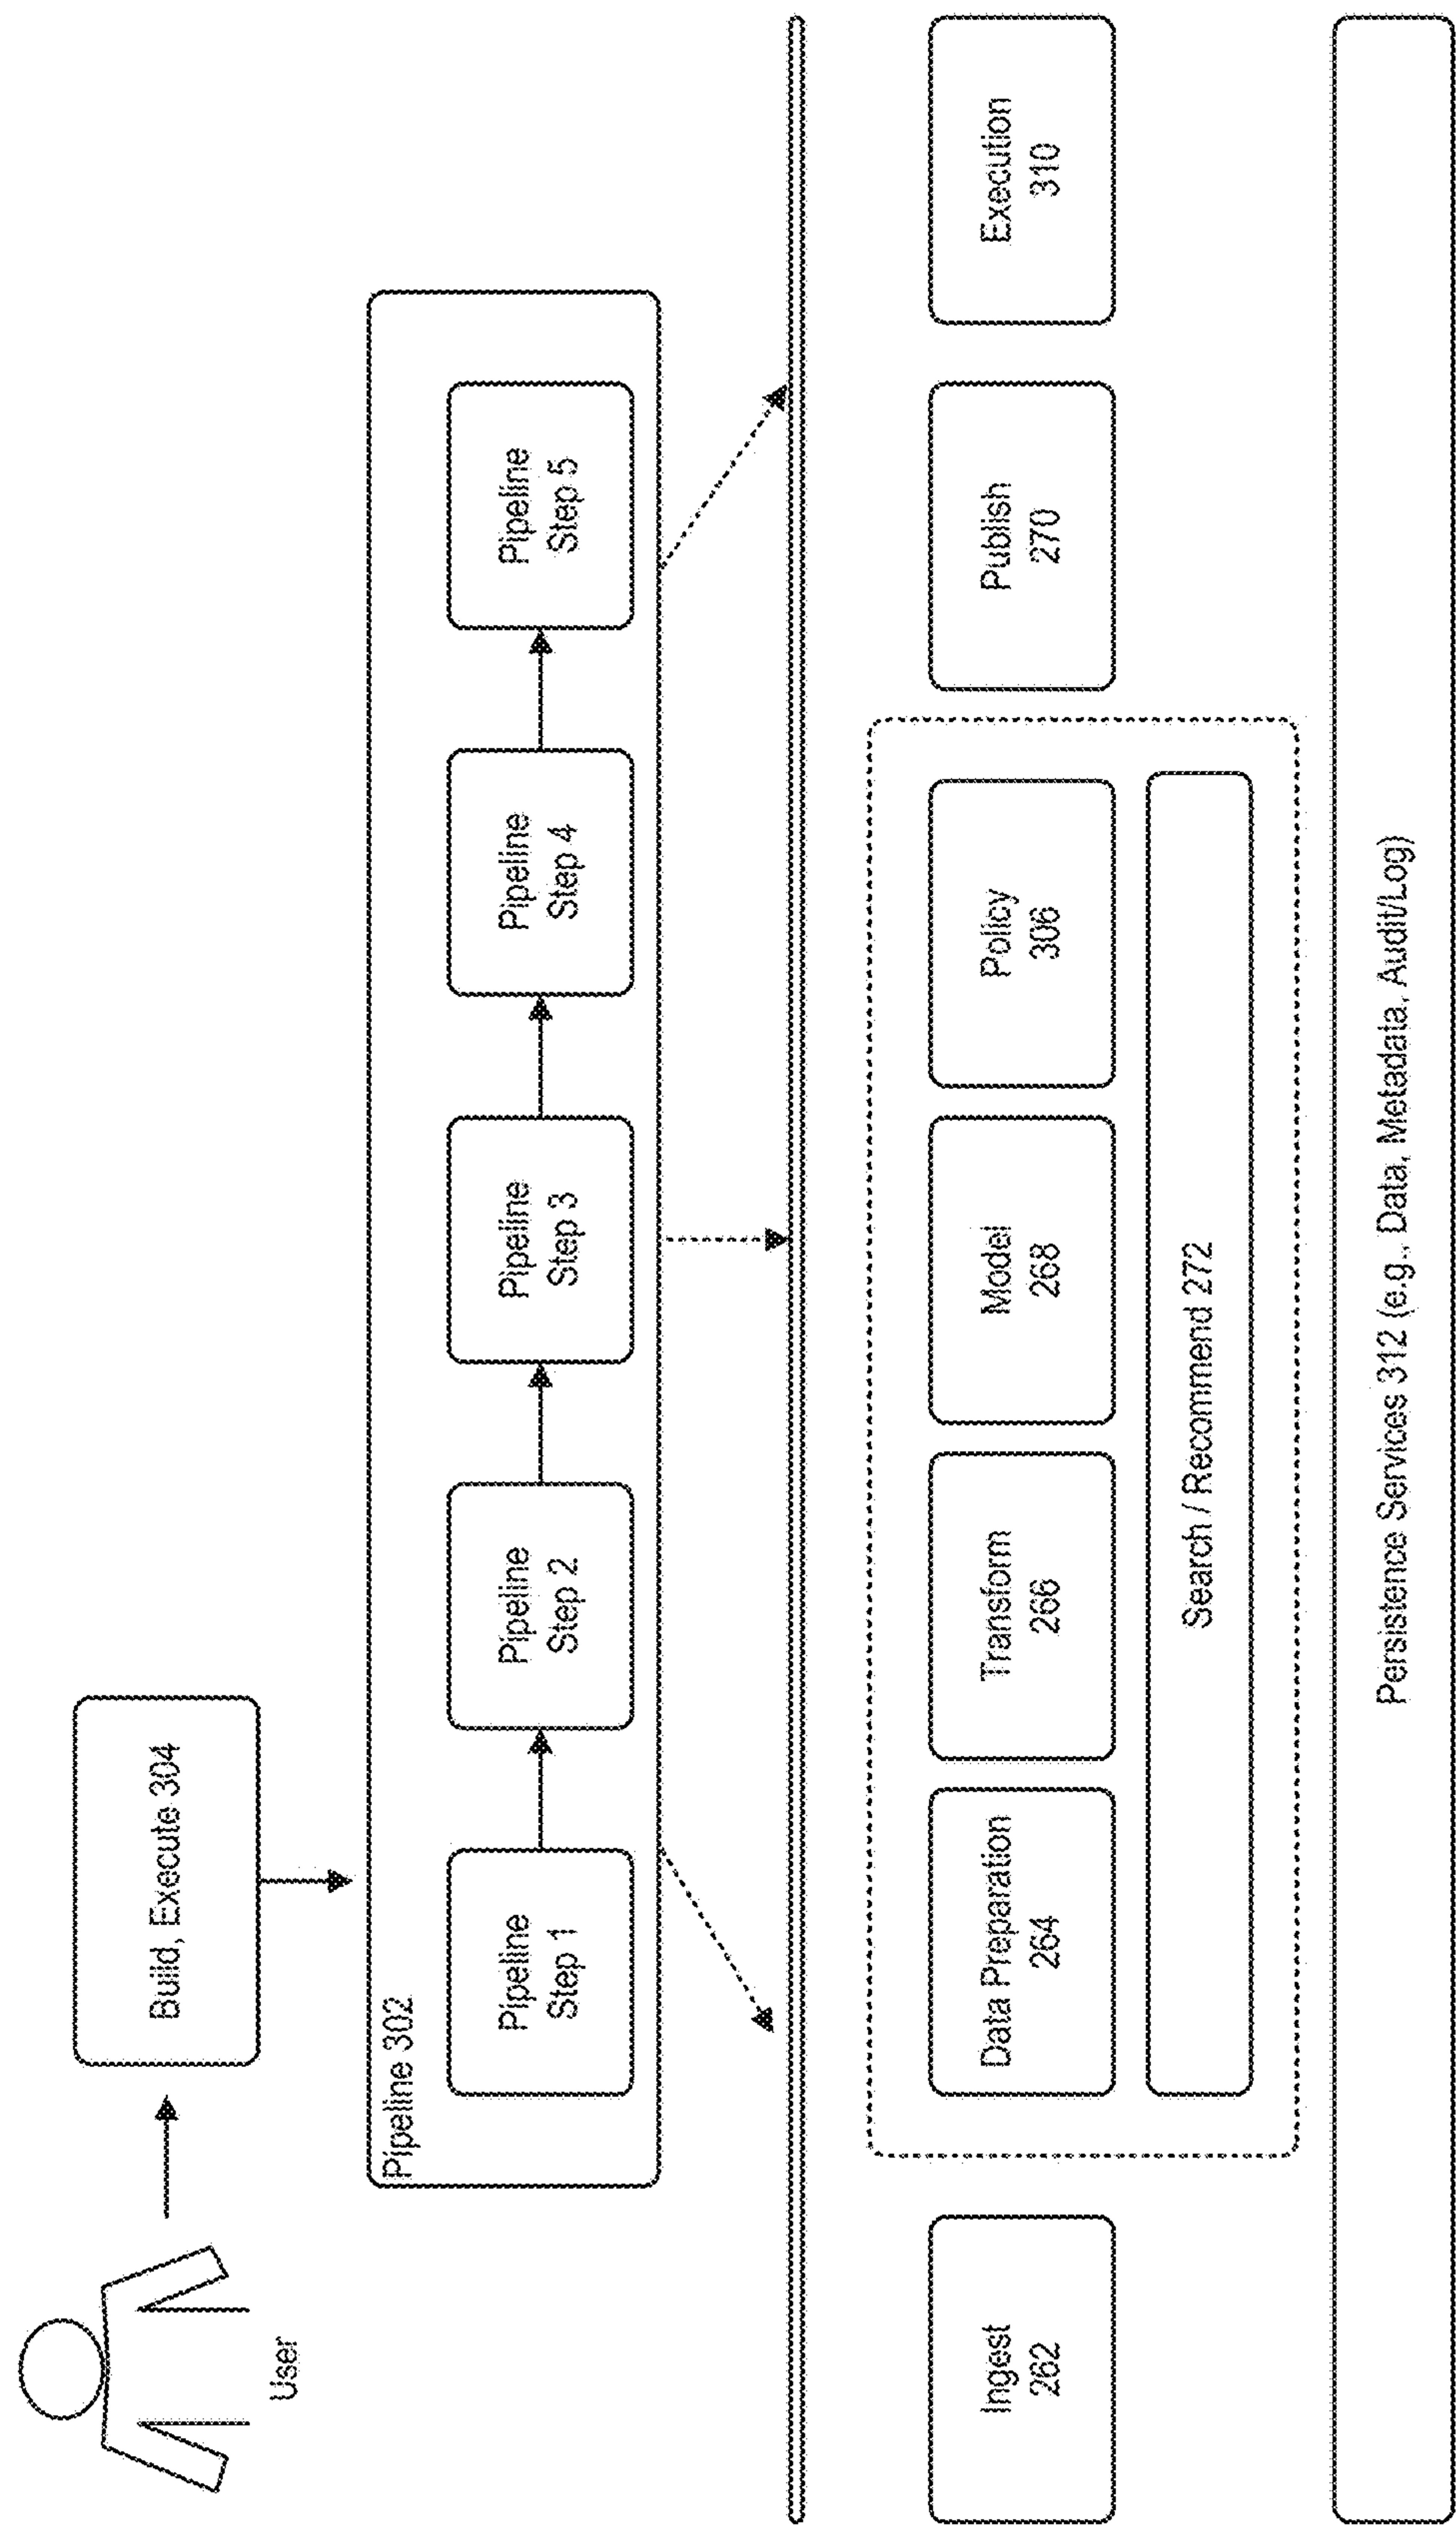 User
Build, Execute 304
Pipeline 302
Pipeline
Step 1
Pipeline
Step 2
Pipeline
Step 3
Pipeline
Step 4
Pipeline
Step 5
Ingest
262
Data Preparation
264
Transform
266
Model
268
Policy
306
Search / Recommend 272
Publish
270
Execution
310
Persistence Services 312 (e.g., Data, Metadata, Audit/Log)